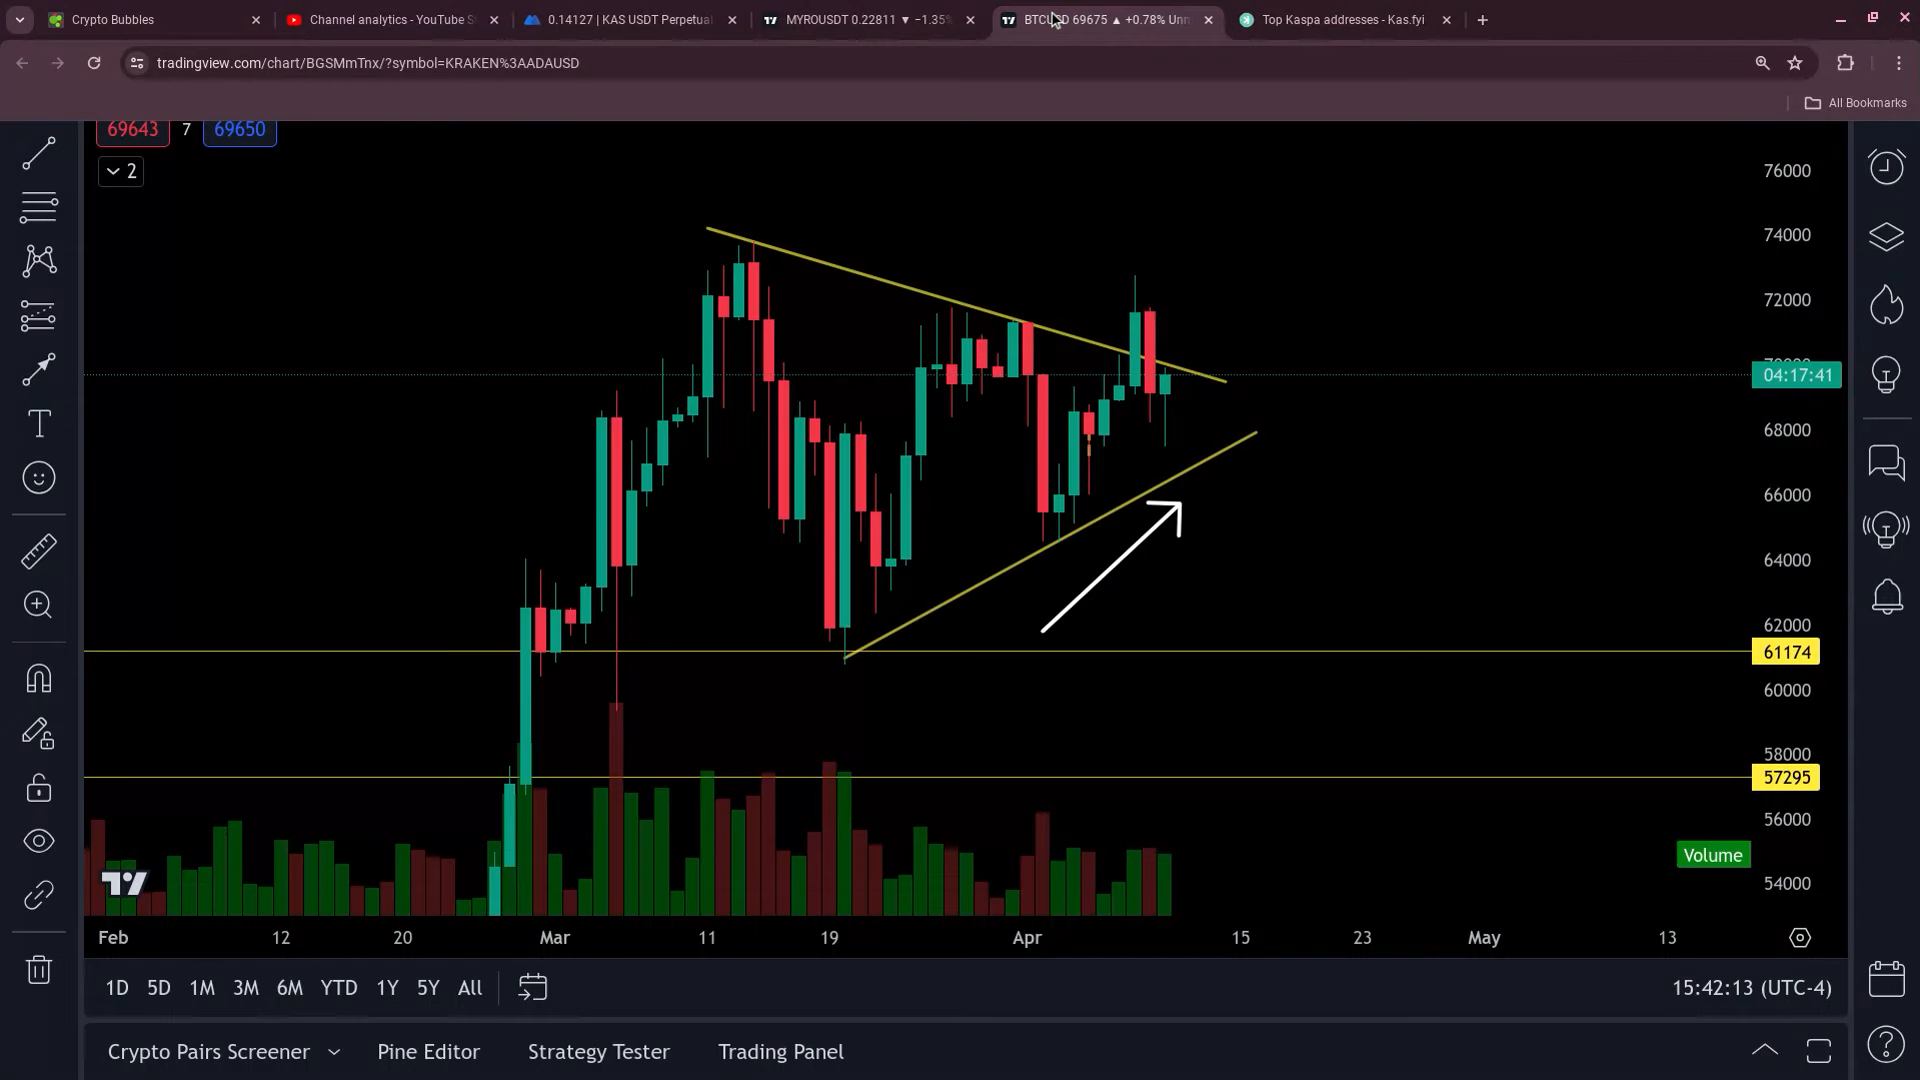 Crypto Bubbles
Channel analytics - YouTube S
0.14127 | KAS USDT Perpetual
MYROUSDT 0.22811 ▼ −1.35%
BTCUSD 69675 ▲ +0.78% Unn
Top Kaspa addresses - Kas.fyi
tradingview.com/chart/BGSMmTnx/?symbol=KRAKEN%3AADAUSD
All Bookmarks
69643 7 69650
2
76000
74000
72000
04:17:41
68000
66000
64000
62000
61174
60000
58000
57295
56000
Volume
54000
Feb 12 20 Mar 11 19 Apr 15 23 May 13
1D 5D 1M 3M 6M YTD 1Y 5Y All
15:42:13 (UTC-4)
Crypto Pairs Screener Pine Editor Strategy Tester Trading Panel